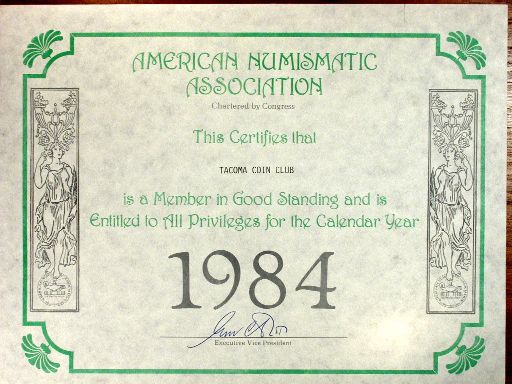 AMERICAN NUMISMATIC
ASSOCIATION
Chartered by Congress
This Certifies that
TACOMA COIN CLUB
is a Member in Good Standing and is
Entitled to All Privileges for the Calendar Year
1984
Executive Vice President